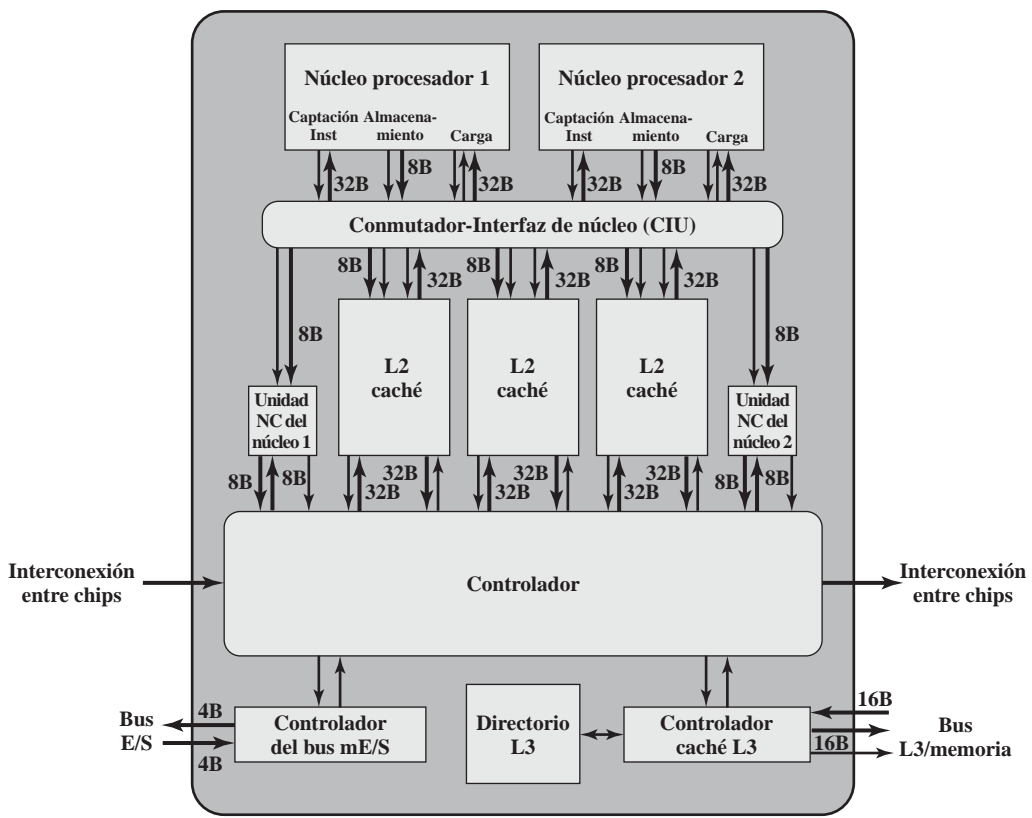 Núcleo procesador 1
Núcleo procesador 2
Captación Almacena-
Inst
miento
Carga
Captación Almacena-
Inst
miento
Carga
32B
8B
32B
32B
8B
32B
Conmutador-Interfaz de núcleo (CIU)
8B
32B
8B
32B
8B
32B
8B
8B
L2
caché
L2
caché
L2
caché
Unidad
NC del
núcleo 1
Unidad
NC del
núcleo 2
8B
8B
32B
32B
32B
32B
32B
32B
8B
8B
Interconexión
entre chips
Controlador
Interconexión
entre chips
Bus
E/S
4B
4B
Controlador
del bus mE/S
Directorio
L3
Controlador
caché L3
16B
16B
Bus
L3/memoria